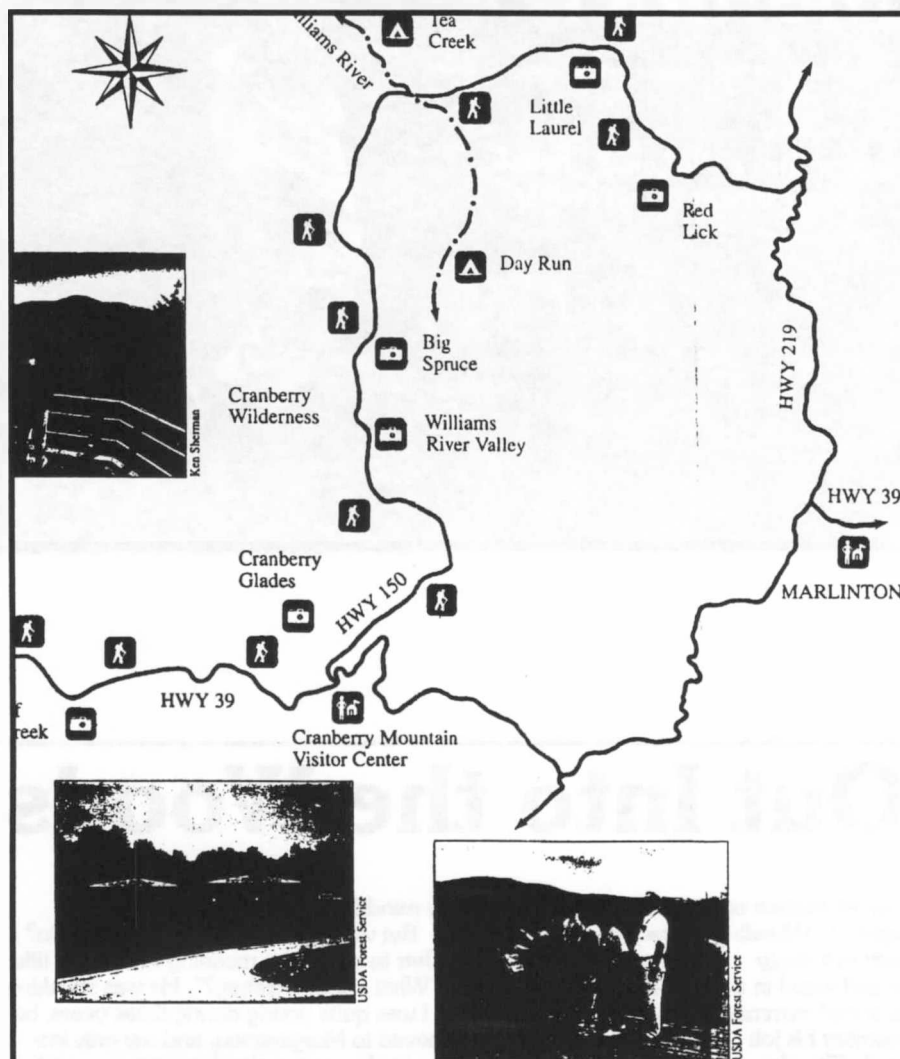 Williams River
Tea
Creek
Little
Laurel
Red
Lick
Day Run
HWY 219
Big
Spruce
Cranberry
Wilderness
Williams
River Valley
Ken Sherman
HWY 39
MARLINTON
Cranberry
Glades
HWY 150
HWY 39
Cranberry Mountain
Visitor Center
USDA Forest Service
USDA Forest Service